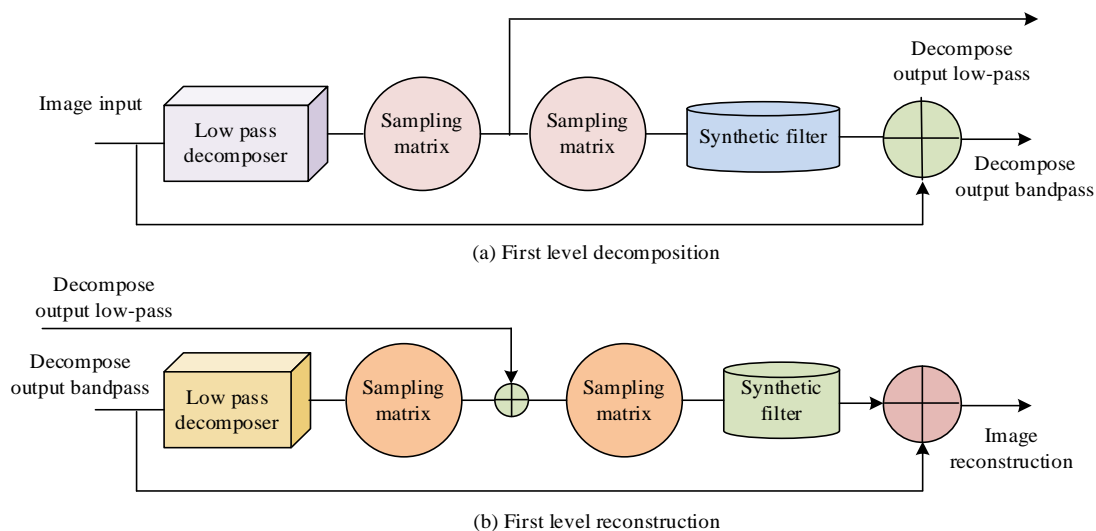 Decompose
output low-pass
Image input
Low pass
decomposer
Sampling
matrix
Sampling
matrix
Synthetic filter
Decompose
output bandpass
(a) First level decomposition
Decompose
output low-pass
Decompose
output bandpass
Low pass
decomposer
Sampling
matrix
Sampling
matrix
Synthetic
filter
Image
reconstruction
(b) First level reconstruction